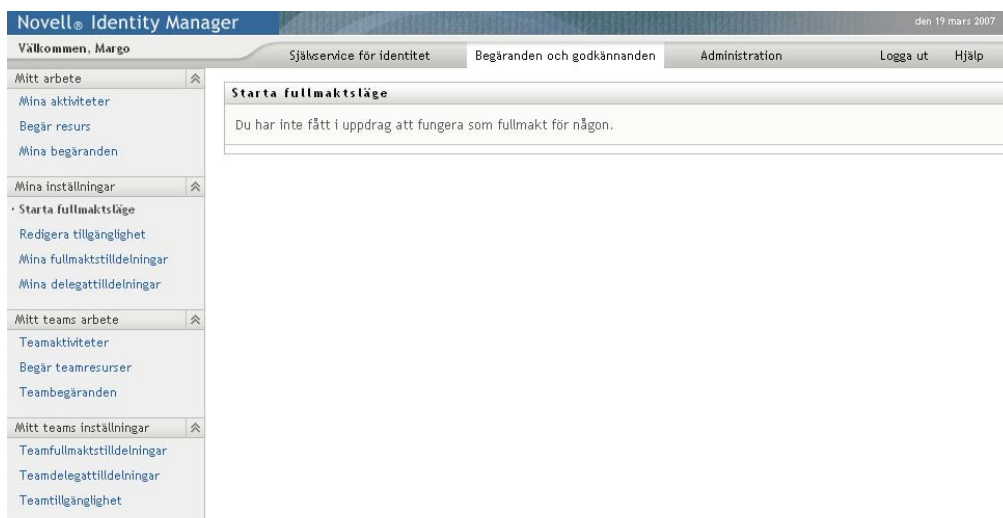 Novell® Identity Manager
den 19 mars 2007
Välkommen, Margo
Självservice för identitet
Begäranden och godkännanden
Administration
Logga ut
Hjälp
Mitt arbete
Mina aktiviteter
Begär resurs
Mina begäranden
Mina inställningar
Starta fullmaktsläge
Redigera tillgänglighet
Mina fullmaktstilldelningar
Mina delegattilldelningar
Mitt teams arbete
Teamaktiviteter
Begär teamresurser
Teambegäranden
Mitt teams inställningar
Teamfullmaktstilldelningar
Teamdelegattilldelningar
Teamtillgänglighet
Starta fullmaktsläge
Du har inte fått i uppdrag att fungera som fullmakt för någon.